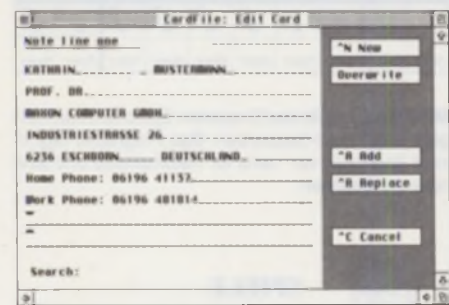 CardFile: Edit Card
Note line one
^N New
KATHRIN MUSTERMANN
Overwrite
PROF. DR.
MAXON COMPUTER GMBH
INDUSTRIESTRASSE 26
6236 ESCHBORN DEUTSCHLAND
^A Add
Home Phone: 06196 41137
^R Replace
Work Phone: 06196 481814
^C Cancel
Search: